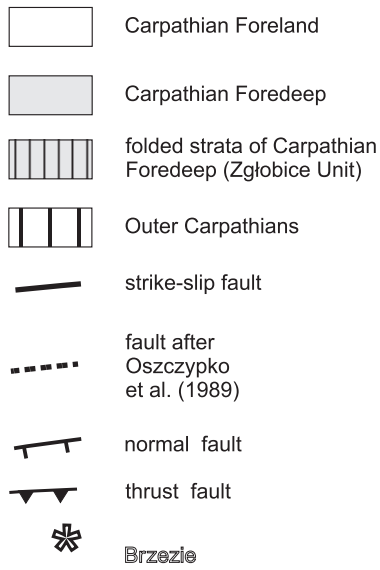 Carpathian Foreland
Carpathian Foredeep
folded strata of Carpathian
Foredeep (Zgłobice Unit)
Outer Carpathians
strike-slip fault
fault after
Oszczypko
et al. (1989)
normal fault
thrust fault
Brzezie